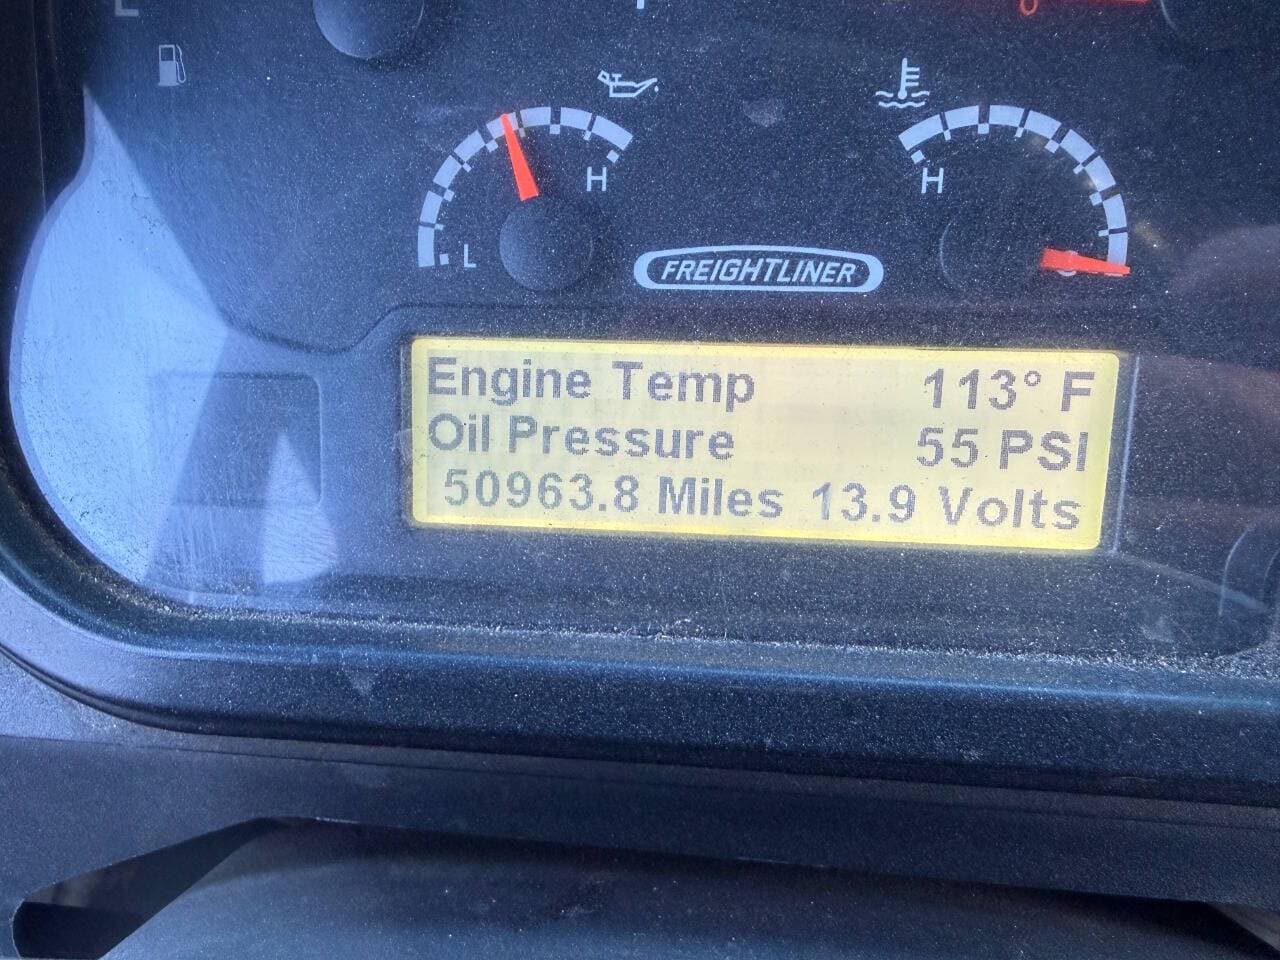 H
H
L
FREIGHTLINER
Engine Temp 113° F
Oil Pressure 55 PSI
50963.8 Miles 13.9 Volts